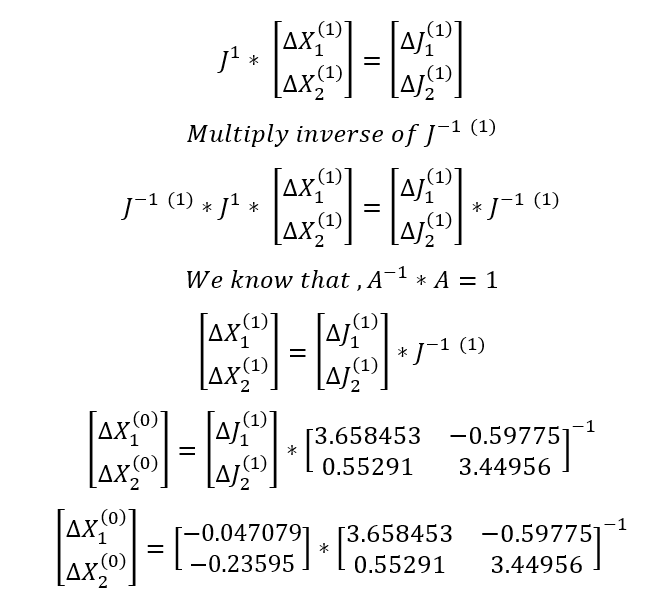 J^1 * [ΔX_1^(1) ; ΔX_2^(1)] = [ΔJ_1^(1) ; ΔJ_2^(1)]
Multiply inverse of J^−1 (1)
J^−1 (1) * J^1 * [ΔX_1^(1) ; ΔX_2^(1)] = [ΔJ_1^(1) ; ΔJ_2^(1)] * J^−1 (1)
We know that , A^−1 * A = 1
[ΔX_1^(1) ; ΔX_2^(1)] = [ΔJ_1^(1) ; ΔJ_2^(1)] * J^−1 (1)
[ΔX_1^(0) ; ΔX_2^(0)] = [ΔJ_1^(1) ; ΔJ_2^(1)] * [3.658453 −0.59775 ; 0.55291 3.44956]^−1
[ΔX_1^(0) ; ΔX_2^(0)] = [−0.047079 ; −0.23595] * [3.658453 −0.59775 ; 0.55291 3.44956]^−1